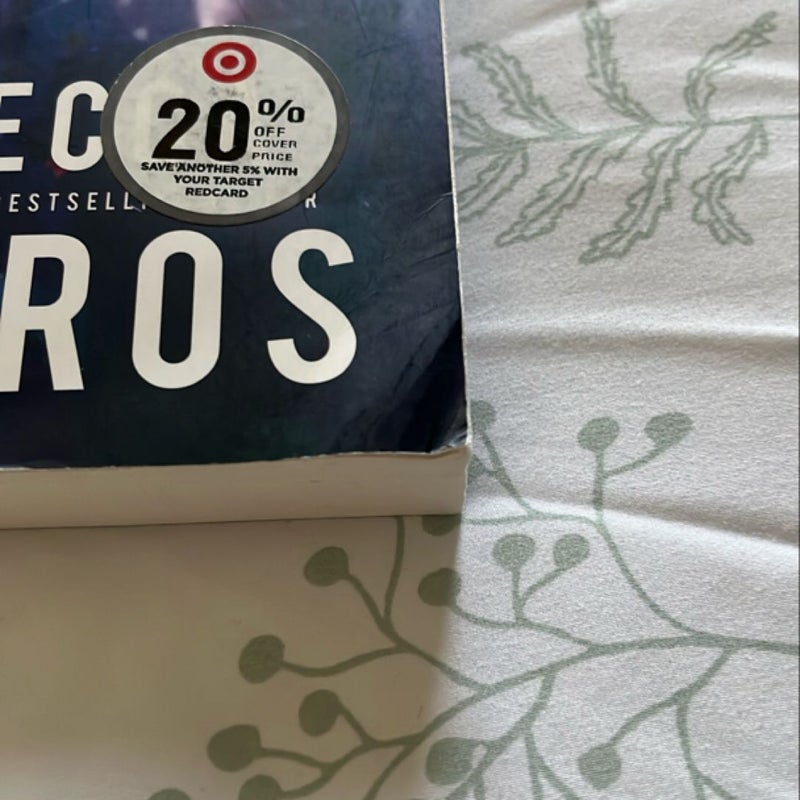 EC
20%
OFF
COVER
PRICE
SAVE ANOTHER 5% WITH
YOUR TARGET
REDCARD
ESTSELL R
ROS